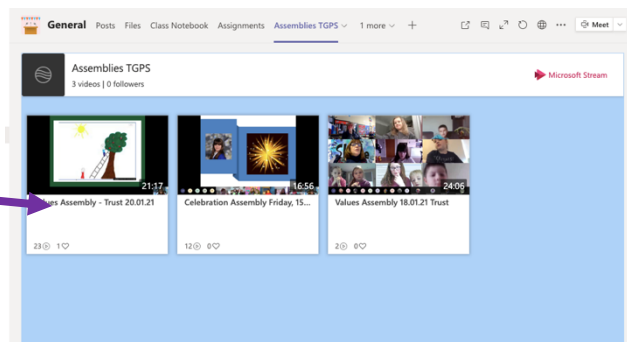 General Posts Files Class Notebook Assignments Assemblies TGPS 1 more + ... Meet
Assemblies TGPS
3 videos | 0 followers
Microsoft Stream
21:17
16:56
24:06
Values Assembly - Trust 20.01.21
Celebration Assembly Friday, 15...
Values Assembly 18.01.21 Trust
23 1
12 0
2 0